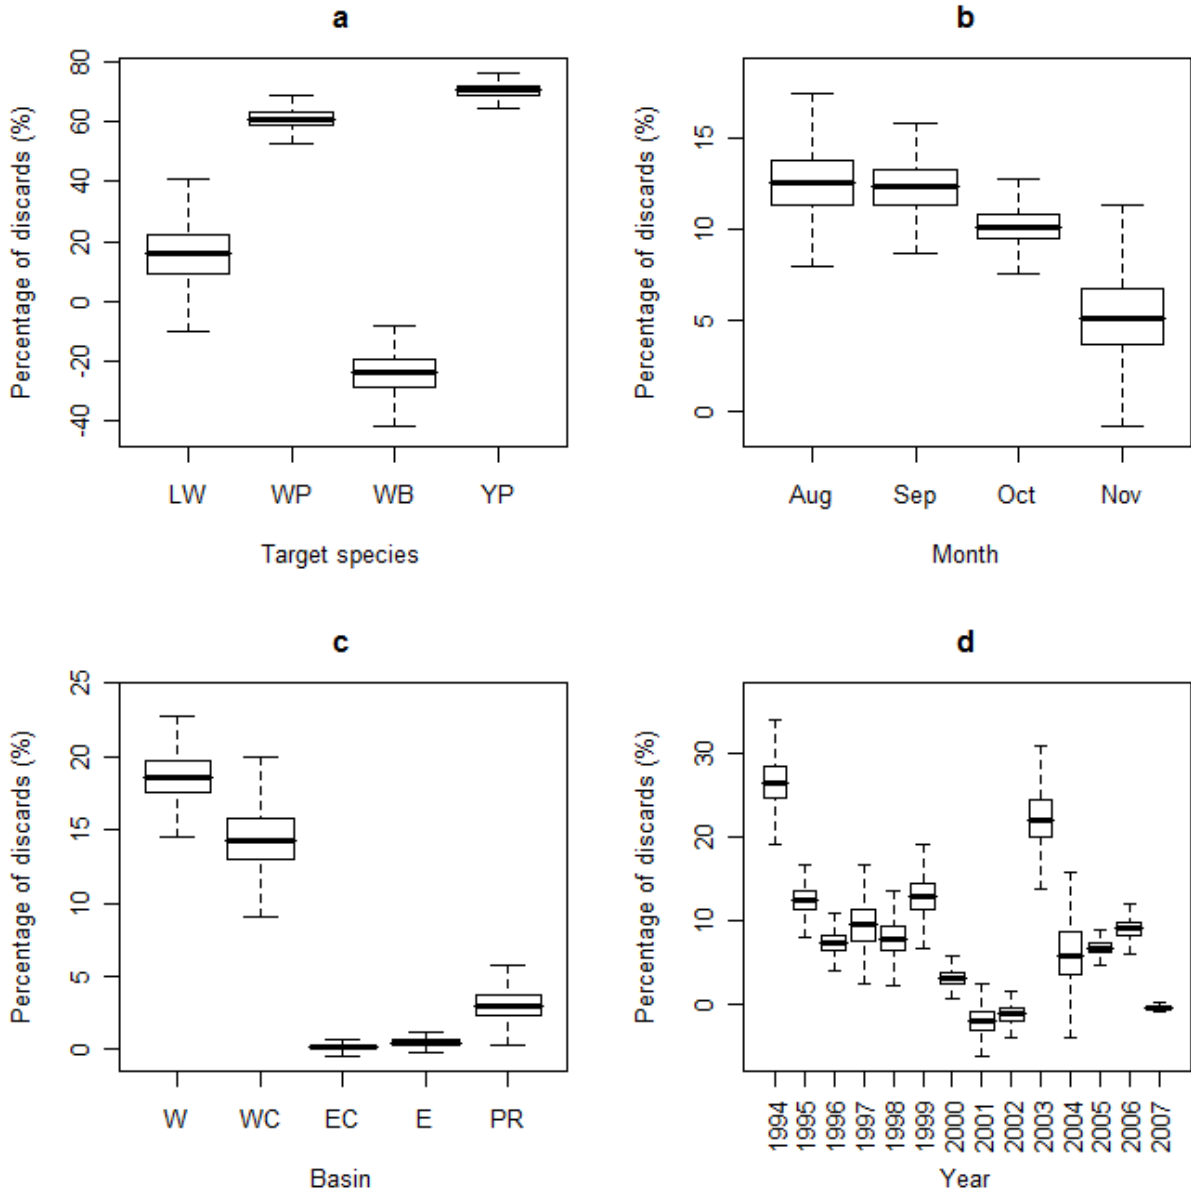 a
Percentage of discards (%)
80
60
40
20
0
-20
-40
LW WP WB YP
Target species
b
Percentage of discards (%)
15
10
5
0
Aug Sep Oct Nov
Month
c
Percentage of discards (%)
25
20
15
10
5
0
W WC EC E PR
Basin
d
Percentage of discards (%)
30
20
10
0
1994 1995 1996 1997 1998 1999 2000 2001 2002 2003 2004 2005 2006 2007
Year